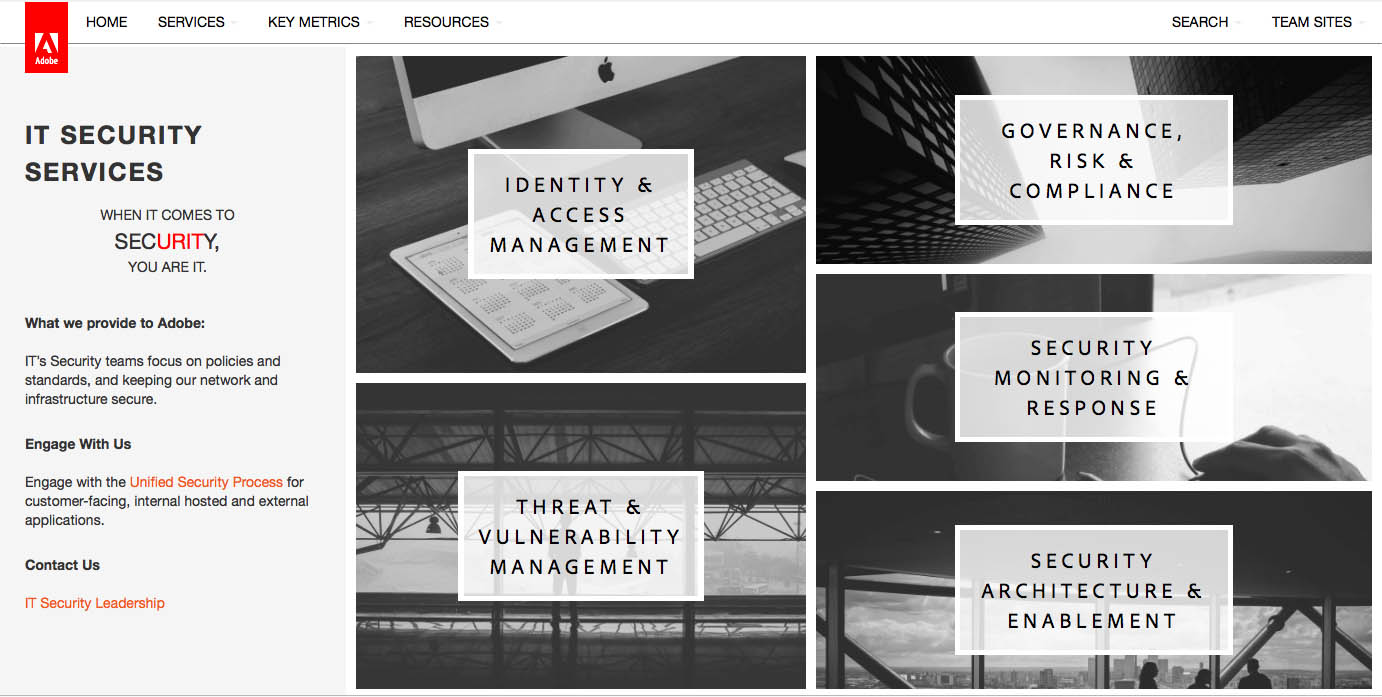 HOME
SERVICES
KEY METRICS
RESOURCES
SEARCH
TEAM SITES
Adobe
IT SECURITY
SERVICES
WHEN IT COMES TO
SECURITY,
YOU ARE IT.
What we provide to Adobe:
IT's Security teams focus on policies and
standards, and keeping our network and
infrastructure secure.
Engage With Us
Engage with the Unified Security Process for
customer-facing, internal hosted and external
applications.
Contact Us
IT Security Leadership
IDENTITY &
ACCESS
MANAGEMENT
THREAT &
VULNERABILITY
MANAGEMENT
GOVERNANCE,
RISK &
COMPLIANCE
SECURITY
MONITORING &
RESPONSE
SECURITY
ARCHITECTURE &
ENABLEMENT